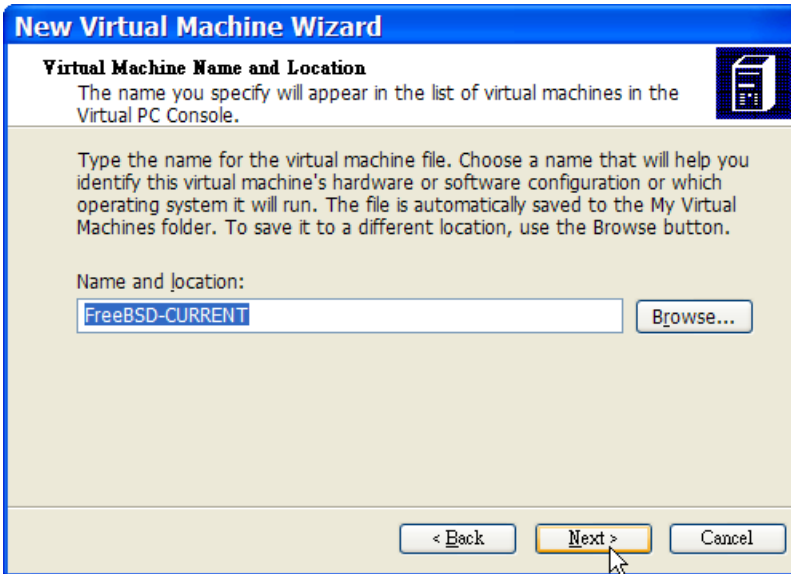 New Virtual Machine Wizard
Virtual Machine Name and Location
The name you specify will appear in the list of virtual machines in the
Virtual PC Console.
Type the name for the virtual machine file. Choose a name that will help you
identify this virtual machine's hardware or software configuration or which
operating system it will run. The file is automatically saved to the My Virtual
Machines folder. To save it to a different location, use the Browse button.
Name and location:
FreeBSD-CURRENT
Browse...
< Back
Next >
Cancel